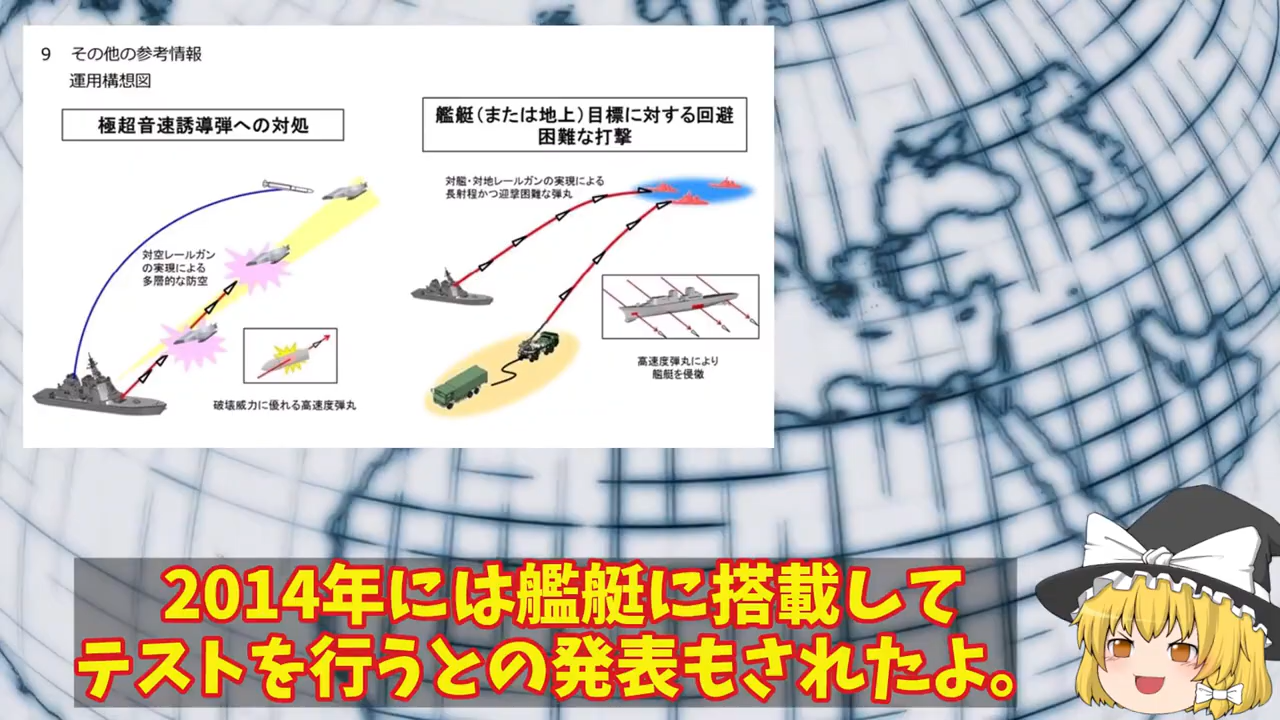 9 その他の参考情報
運用構想図
極超音速誘導弾への対処
対空レールガン
の実現による
多層的な防空
破壊威力に優れる高速度弾丸
艦艇(または地上)目標に対する回避
困難な打撃
対艦・対地レールガンの実現による
長射程かつ迎撃困難な弾丸
高速度弾丸により
艦艇を侵徹
2014年には艦艇に搭載して
テストを行うとの発表もされたよ。